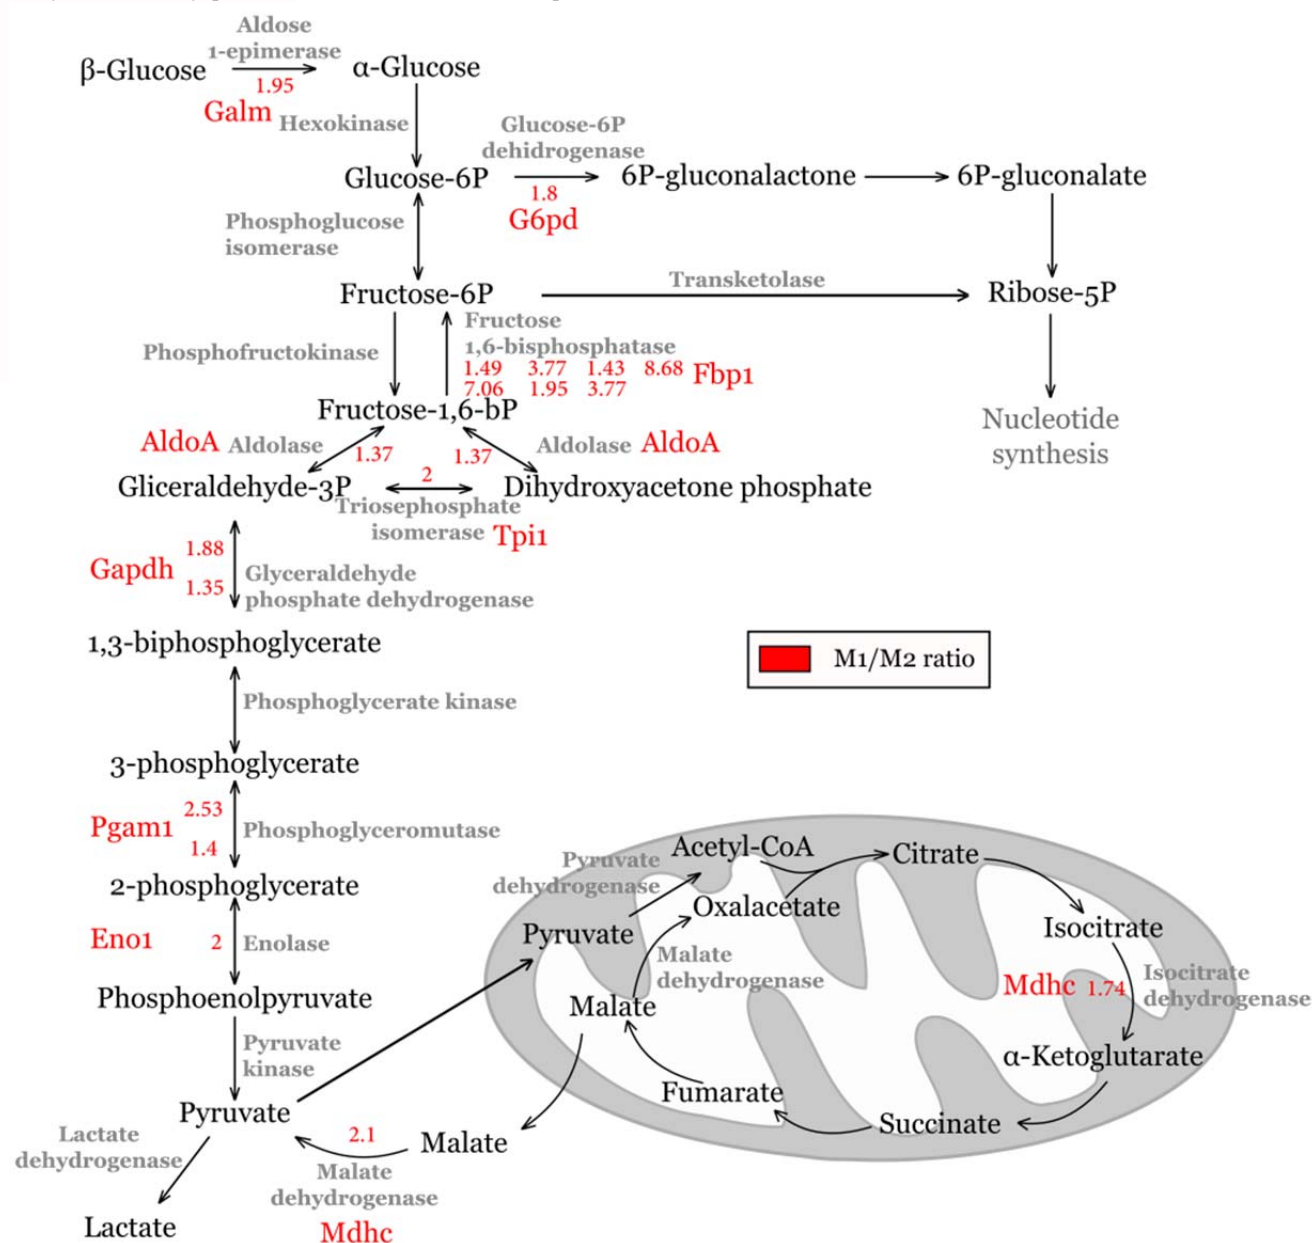 Aldose
1-epimerase
β-Glucose
α-Glucose
1.95
Galm
Hexokinase
Glucose-6P
dehidrogenase
Glucose-6P
6P-gluconalactone
6P-gluconalate
1.8
G6pd
Phosphoglucose
isomerase
Transketolase
Fructose-6P
Ribose-5P
Fructose
1,6-bisphosphatase
Phosphofructokinase
1.49 3.77 1.43 8.68
7.06 1.95 3.77
Fbp1
Fructose-1,6-bP
Nucleotide
synthesis
AldoA Aldolase
1.37
1.37
Aldolase AldoA
2
Gliceraldehyde-3P
Dihydroxyacetone phosphate
Triosephosphate
isomerase
Tpi1
Gapdh
1.88
1.35
Glyceraldehyde
phosphate dehydrogenase
1,3-biphosphoglycerate
M1/M2 ratio
Phosphoglycerate kinase
3-phosphoglycerate
Pgam1
2.53
1.4
Phosphoglyceromutase
2-phosphoglycerate
Eno1
2
Enolase
Phosphoenolpyruvate
Pyruvate
kinase
Pyruvate
Lactate
dehydrogenase
Lactate
2.1
Malate
Malate
dehydrogenase
Mdhc
Pyruvate
dehydrogenase
Acetyl-CoA
Citrate
Oxalacetate
Pyruvate
Isocitrate
Malate
dehydrogenase
Mdhc 1.74
Isocitrate
dehydrogenase
Malate
α-Ketoglutarate
Fumarate
Succinate